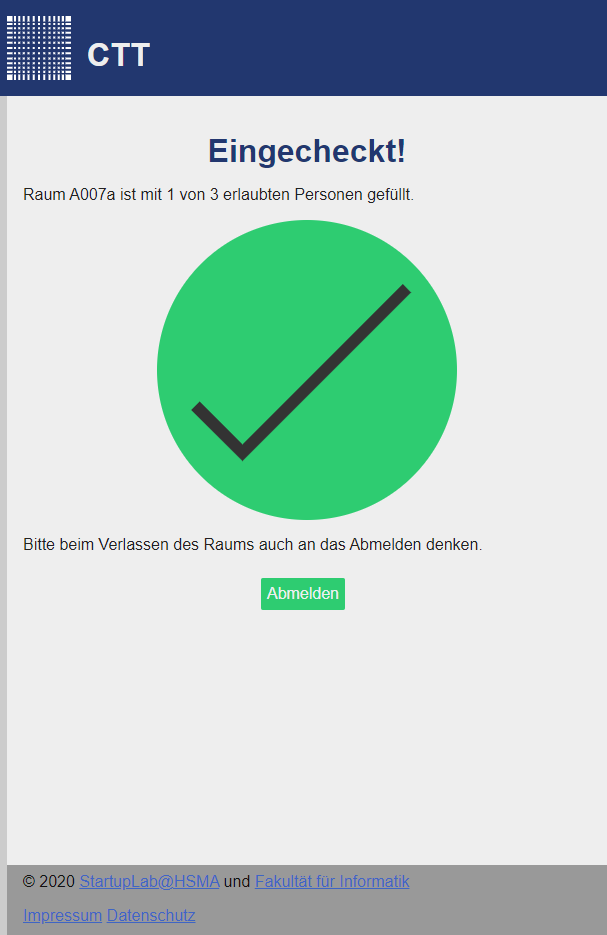 CTT
Eingecheckt!
Raum A007a ist mit 1 von 3 erlaubten Personen gefüllt.
Bitte beim Verlassen des Raums auch an das Abmelden denken.
Abmelden
© 2020 StartupLab@HSMA und Fakultät für Informatik
Impressum Datenschutz